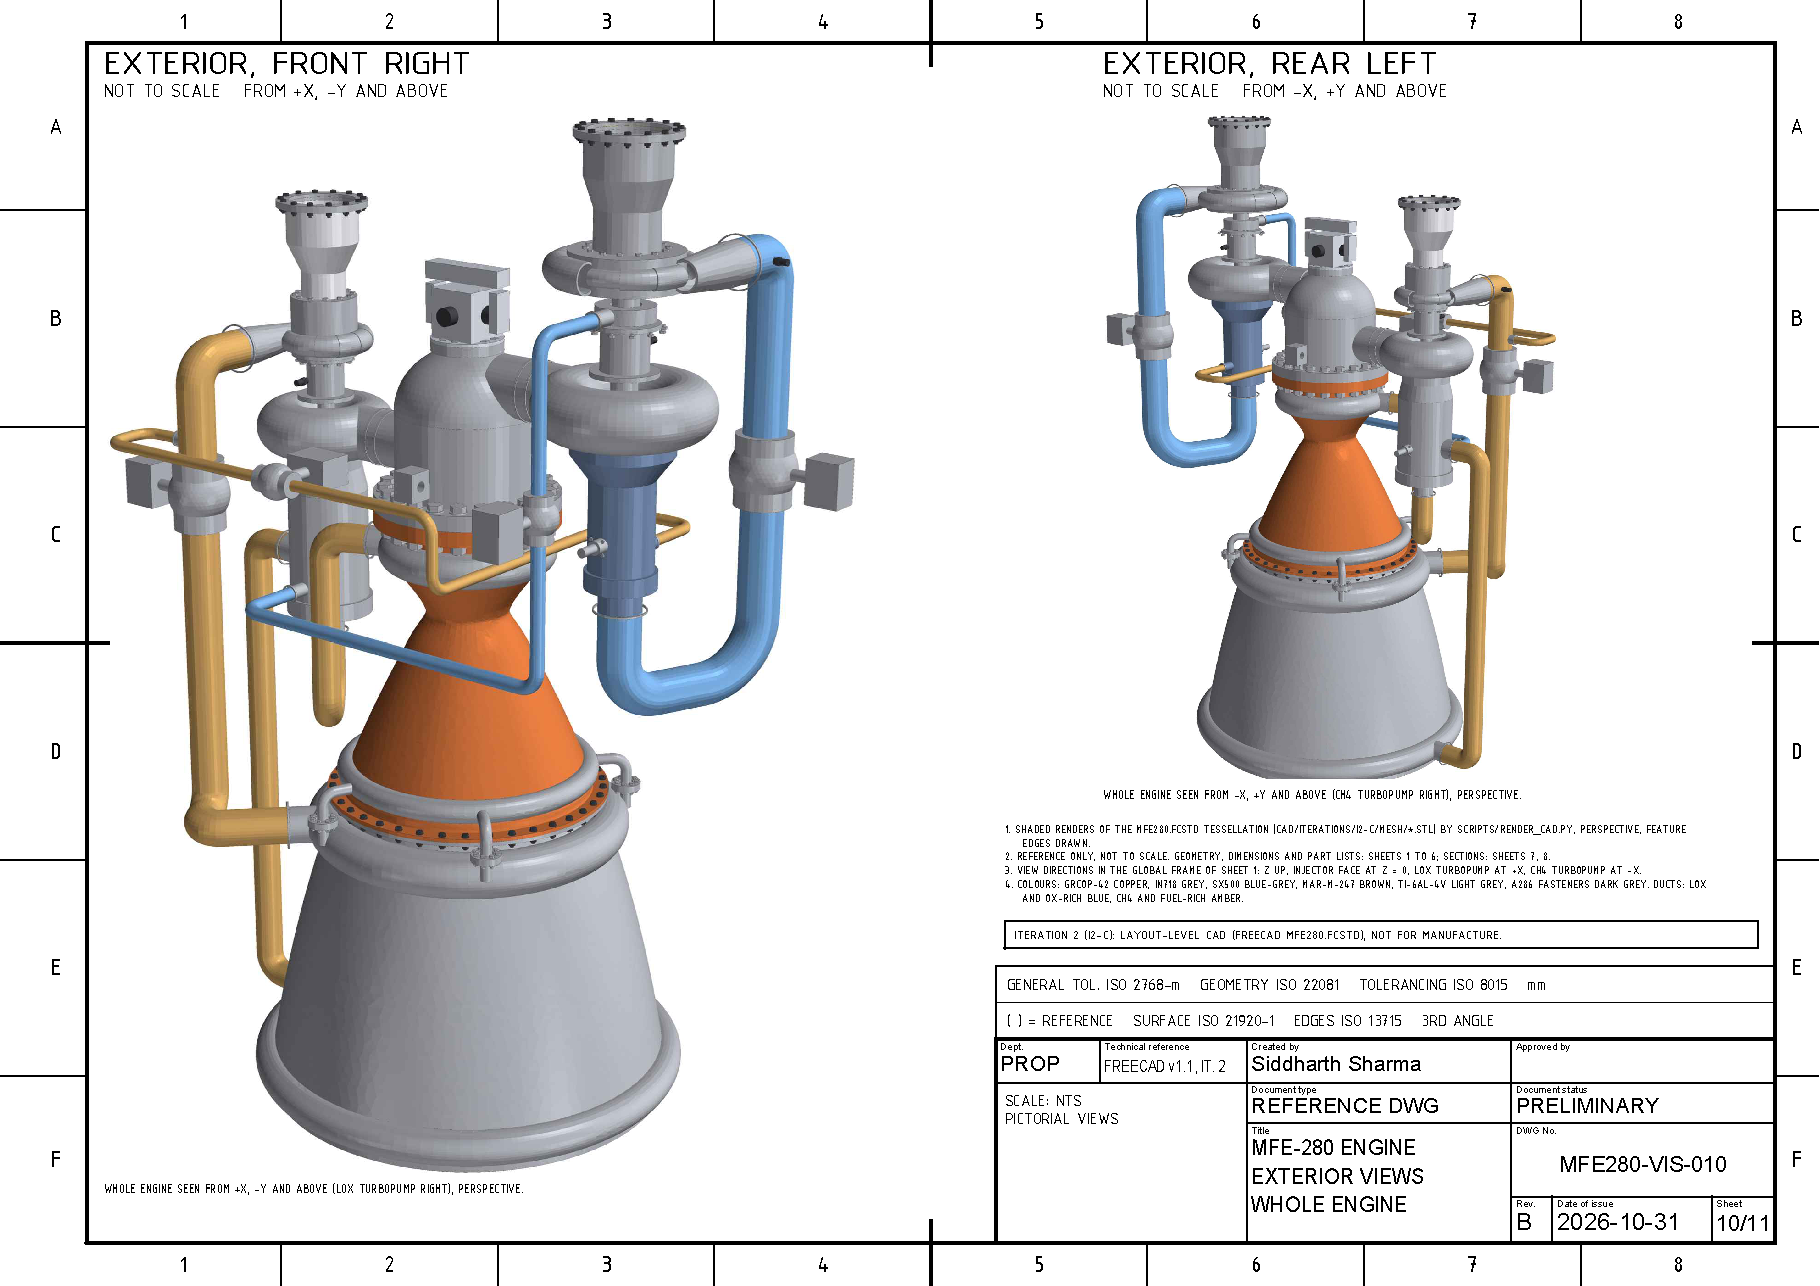 1 2 3 4 5 6 7 8
A A
B B
C C
D D
E E
F F
EXTERIOR, FRONT RIGHT
NOT TO SCALE FROM +X, -Y AND ABOVE
EXTERIOR, REAR LEFT
NOT TO SCALE FROM -X, +Y AND ABOVE
WHOLE ENGINE SEEN FROM +X, -Y AND ABOVE (LOX TURBOPUMP RIGHT), PERSPECTIVE.
WHOLE ENGINE SEEN FROM -X, +Y AND ABOVE (CH4 TURBOPUMP RIGHT), PERSPECTIVE.
1. SHADED RENDERS OF THE MFE280.FCSTD TESSELLATION (CAD/ITERATIONS/I2-C/MESH/*.STL) BY SCRIPTS/RENDER_CAD.PY, PERSPECTIVE, FEATURE
EDGES DRAWN.
2. REFERENCE ONLY, NOT TO SCALE. GEOMETRY, DIMENSIONS AND PART LISTS: SHEETS 1 TO 6; SECTIONS: SHEETS 7, 8.
3. VIEW DIRECTIONS IN THE GLOBAL FRAME OF SHEET 1: Z UP, INJECTOR FACE AT Z = 0, LOX TURBOPUMP AT +X, CH4 TURBOPUMP AT -X.
4. COLOURS: GRCOP-42 COPPER, IN718 GREY, SX500 BLUE-GREY, MAR-M-247 BROWN, TI-6AL-4V LIGHT GREY, A286 FASTENERS DARK GREY. DUCTS: LOX
AND OX-RICH BLUE, CH4 AND FUEL-RICH AMBER.
ITERATION 2 (I2-C): LAYOUT-LEVEL CAD (FREECAD MFE280.FCSTD), NOT FOR MANUFACTURE.
GENERAL TOL. ISO 2768-m GEOMETRY ISO 22081 TOLERANCING ISO 8015 mm
( ) = REFERENCE SURFACE ISO 21920-1 EDGES ISO 13715 3RD ANGLE
Dept. Technical reference Created by Approved by
PROP FREECAD v1.1, IT. 2 Siddharth Sharma
SCALE: NTS
PICTORIAL VIEWS
Document type Document status
REFERENCE DWG PRELIMINARY
Title DWG No.
MFE-280 ENGINE
EXTERIOR VIEWS
WHOLE ENGINE
MFE280-VIS-010
Rev. Date of issue Sheet
B 2026-10-31 10/11
1 2 3 4 5 6 7 8